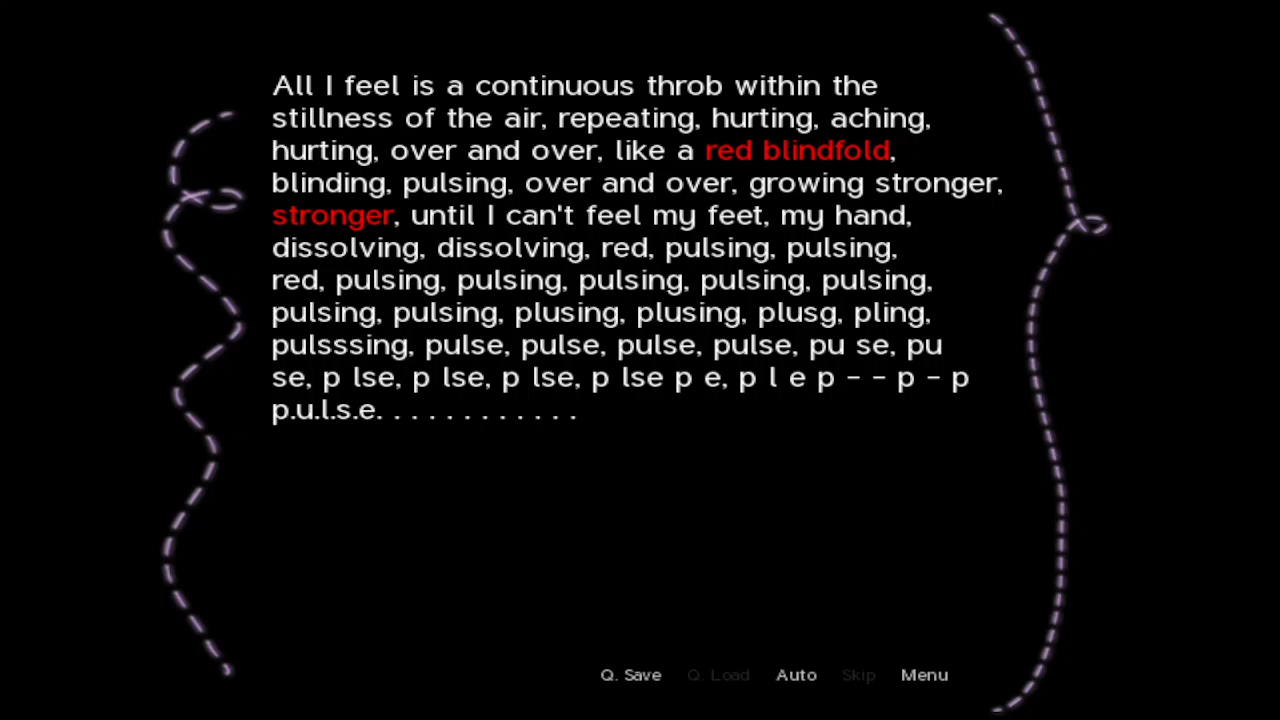 All I feel is a continuous throb within the
stillness of the air, repeating, hurting, aching,
hurting, over and over, like a red blindfold,
blinding, pulsing, over and over, growing stronger,
stronger, until I can't feel my feet, my hand,
dissolving, dissolving, red, pulsing, pulsing,
red, pulsing, pulsing, pulsing, pulsing, pulsing,
pulsing, pulsing, plusing, plusing, plusg, pling,
pulsssing, pulse, pulse, pulse, pulse, pu se, pu
se, p lse, p lse, p lse, p lse p e, p l e p – – p – p
p.u.l.s.e. . . . . . . . . . . . .
Q. Save Q. Load Auto Skip Menu